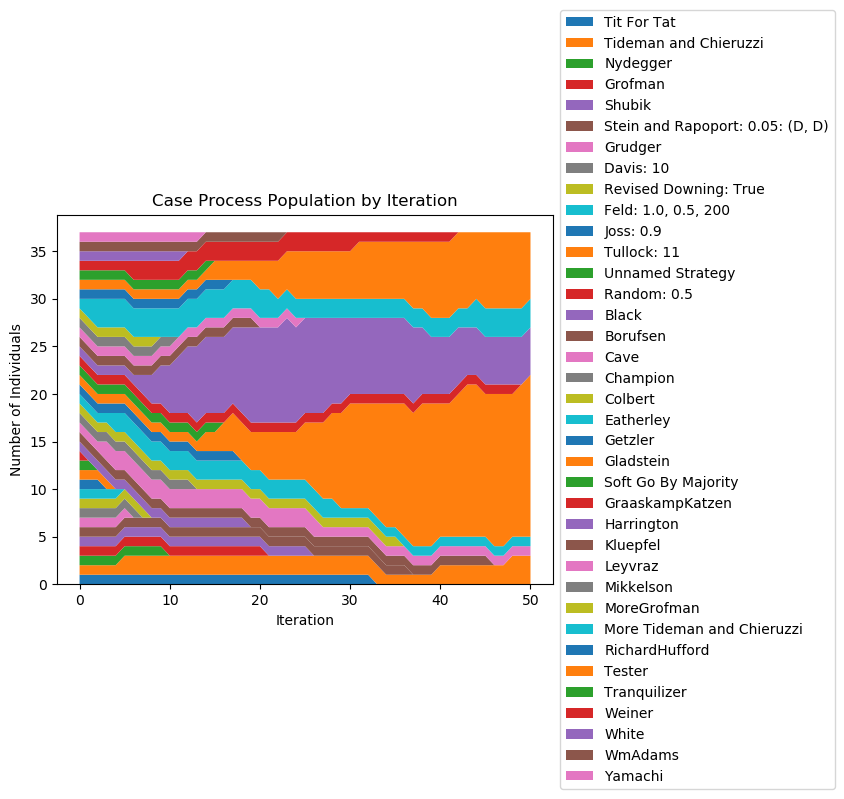 Case Process Population by Iteration
Number of Individuals
35
30
25
20
15
10
5
0
0 10 20 30 40 50
Iteration
Tit For Tat
Tideman and Chieruzzi
Nydegger
Grofman
Shubik
Stein and Rapoport: 0.05: (D, D)
Grudger
Davis: 10
Revised Downing: True
Feld: 1.0, 0.5, 200
Joss: 0.9
Tullock: 11
Unnamed Strategy
Random: 0.5
Black
Borufsen
Cave
Champion
Colbert
Eatherley
Getzler
Gladstein
Soft Go By Majority
GraaskampKatzen
Harrington
Kluepfel
Leyvraz
Mikkelson
MoreGrofman
More Tideman and Chieruzzi
RichardHufford
Tester
Tranquilizer
Weiner
White
WmAdams
Yamachi